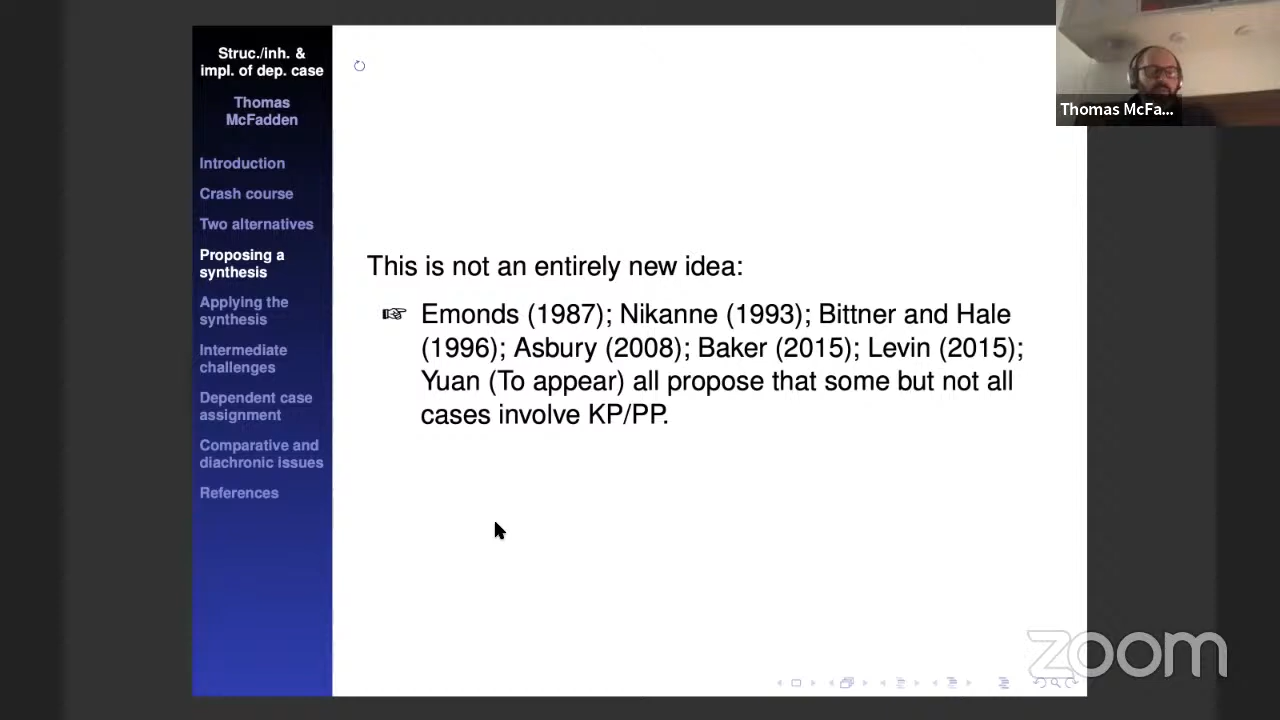 Struc./inh. &
impl. of dep. case
Thomas
McFadden
Introduction
Crash course
Two alternatives
Proposing a
synthesis
Applying the
synthesis
Intermediate
challenges
Dependent case
assignment
Comparative and
diachronic issues
References
This is not an entirely new idea:
☞ Emonds (1987); Nikanne (1993); Bittner and Hale
(1996); Asbury (2008); Baker (2015); Levin (2015);
Yuan (To appear) all propose that some but not all
cases involve KP/PP.
Thomas McFa...
zoom